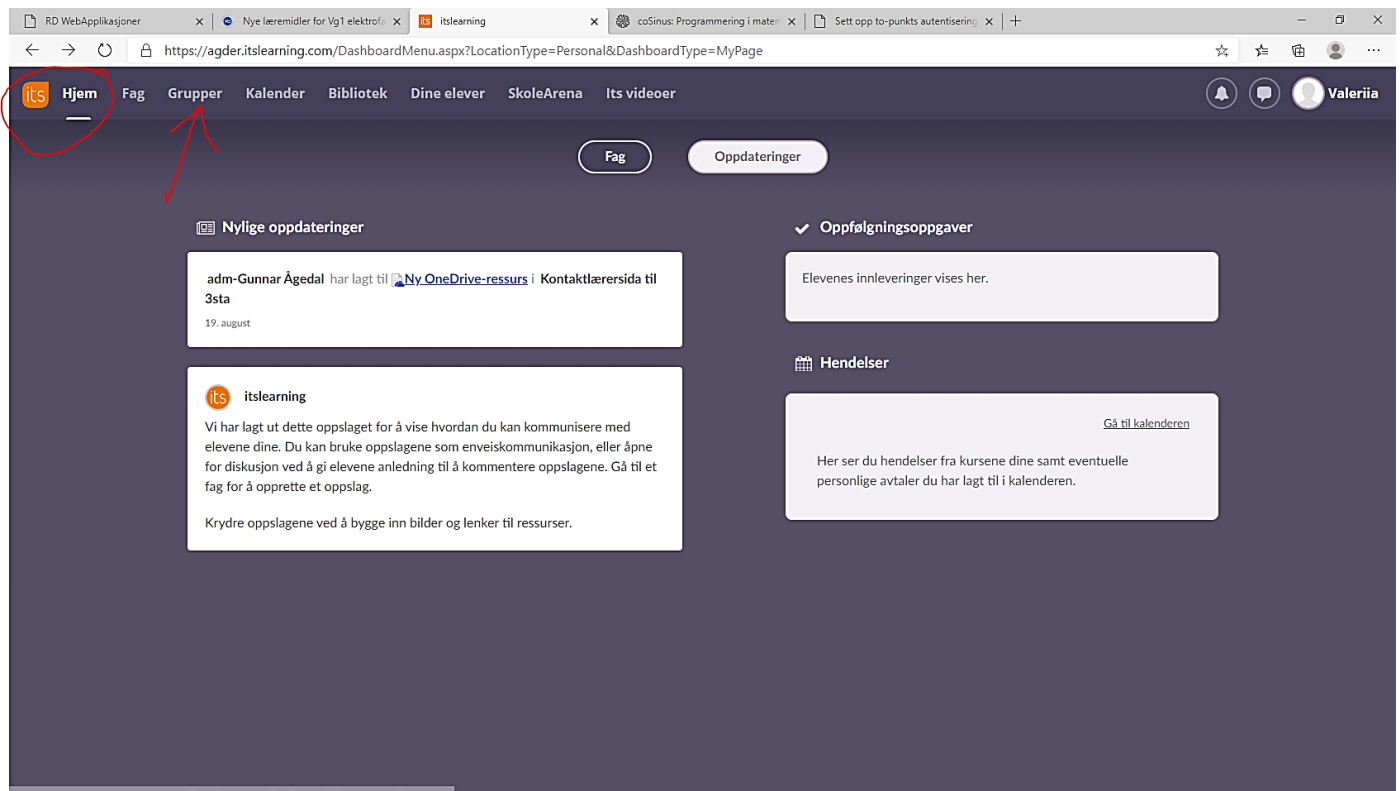 RD WebApplikasjoner
Nye læremidler for Vg1 elektrofa
its itslearning
coSinus: Programmering i matem
Sett opp to-punkts autentisering
https://agder.itslearning.com/DashboardMenu.aspx?LocationType=Personal&DashboardType=MyPage
its Hjem Fag Grupper Kalender Bibliotek Dine elever SkoleArena Its videoer Valeriia
Fag Oppdateringer
Nylige oppdateringer
adm-Gunnar Ågedal har lagt til Ny OneDrive-ressurs i Kontaktlærersida til
3sta
19. august
its itslearning
Vi har lagt ut dette oppslaget for å vise hvordan du kan kommunisere med
elevene dine. Du kan bruke oppslagene som enveiskommunikasjon, eller åpne
for diskusjon ved å gi elevene anledning til å kommentere oppslagene. Gå til et
fag for å opprette et oppslag.
Krydre oppslagene ved å bygge inn bilder og lenker til ressurser.
Oppfølgningsoppgaver
Elevenes innleveringer vises her.
Hendelser
Gå til kalenderen
Her ser du hendelser fra kursene dine samt eventuelle
personlige avtaler du har lagt til i kalenderen.